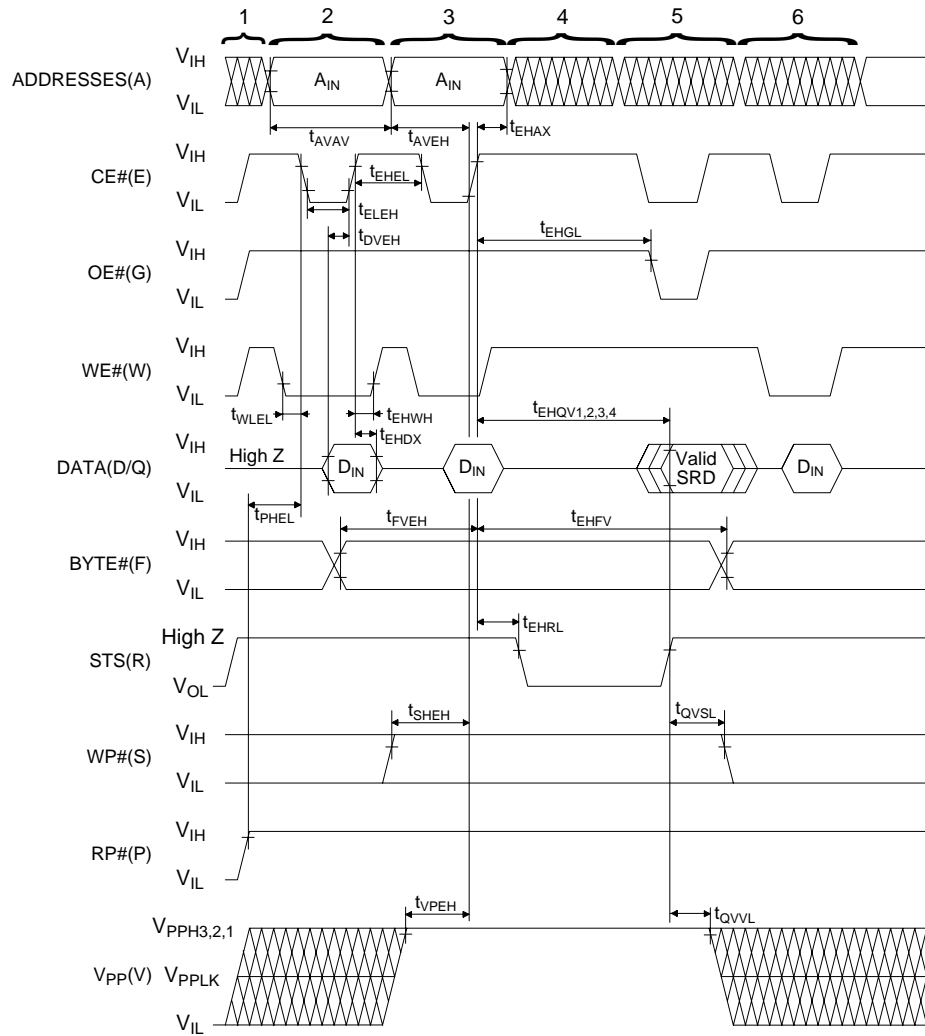 1 2 3 4 5 6
VIH
ADDRESSES(A) AIN AIN
VIL
tAVAV tAVEH tEHAX
VIH
CE#(E) tEHEL
VIL
tELEH
tDVEH tEHGL
VIH
OE#(G)
VIL
VIH
WE#(W)
VIL
tWLEL tEHWH tEHQV1,2,3,4
tEHDX
VIH
DATA(D/Q) High Z DIN DIN Valid SRD DIN
VIL
tPHEL tFVEH tEHFV
VIH
BYTE#(F)
VIL
High Z tEHRL
STS(R)
VOL
tSHEH tQVSL
VIH
WP#(S)
VIL
VIH
RP#(P)
VIL
tVPEH tQVVL
VPPH3,2,1
VPP(V) VPPLK
VIL